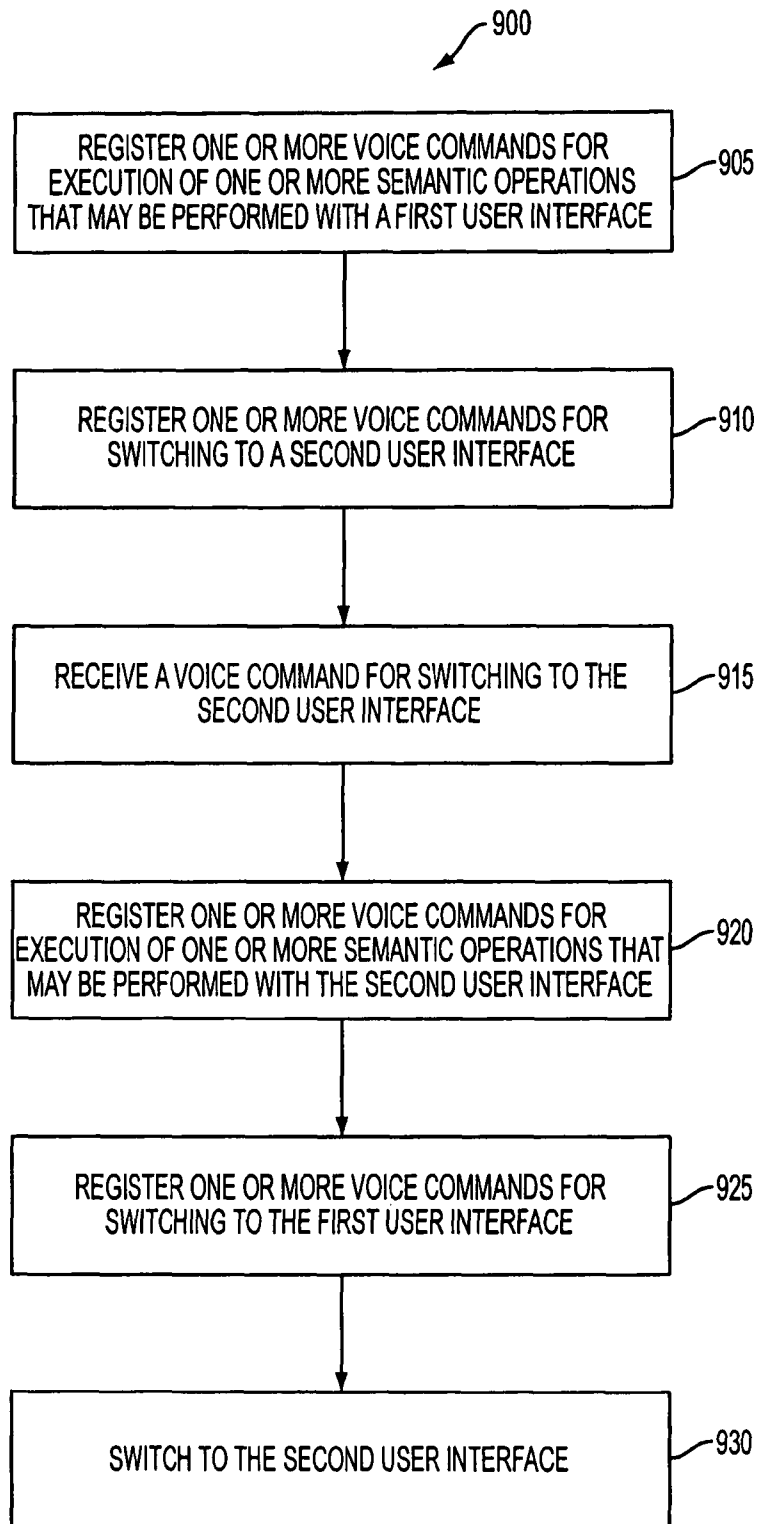 900
REGISTER ONE OR MORE VOICE COMMANDS FOR
EXECUTION OF ONE OR MORE SEMANTIC OPERATIONS
THAT MAY BE PERFORMED WITH A FIRST USER INTERFACE
905
REGISTER ONE OR MORE VOICE COMMANDS FOR
SWITCHING TO A SECOND USER INTERFACE
910
RECEIVE A VOICE COMMAND FOR SWITCHING TO THE
SECOND USER INTERFACE
915
REGISTER ONE OR MORE VOICE COMMANDS FOR
EXECUTION OF ONE OR MORE SEMANTIC OPERATIONS THAT
MAY BE PERFORMED WITH THE SECOND USER INTERFACE
920
REGISTER ONE OR MORE VOICE COMMANDS FOR
SWITCHING TO THE FIRST USER INTERFACE
925
SWITCH TO THE SECOND USER INTERFACE
930